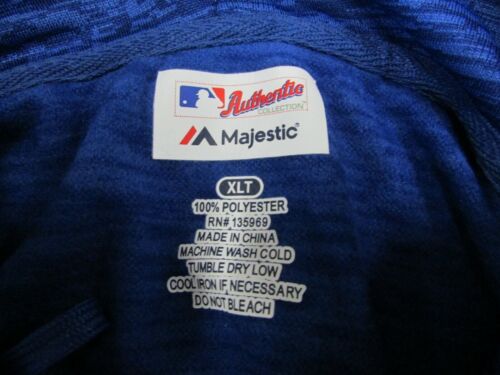 Authentic
COLLECTION™
Majestic®
XLT
100% POLYESTER
RN# 135969
MADE IN CHINA
MACHINE WASH COLD
TUMBLE DRY LOW
COOL IRON IF NECESSARY
DO NOT BLEACH